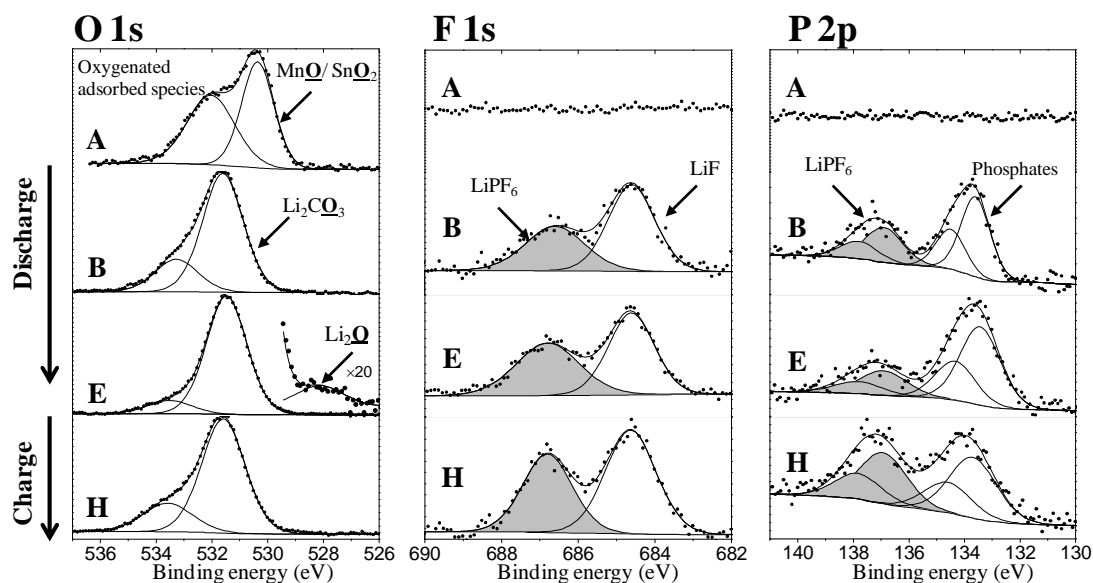 O 1s
F 1s
P 2p
Oxygenated
adsorbed species
MnO/ SnO2
A
Li2CO3
B
Li2O
×20
E
H
536 534 532 530 528 526
Binding energy (eV)
Discharge
Charge
A
LiPF6
LiF
B
E
H
690 688 686 684 682
Binding energy (eV)
A
LiPF6
Phosphates
B
E
H
140 138 136 134 132 130
Binding energy (eV)